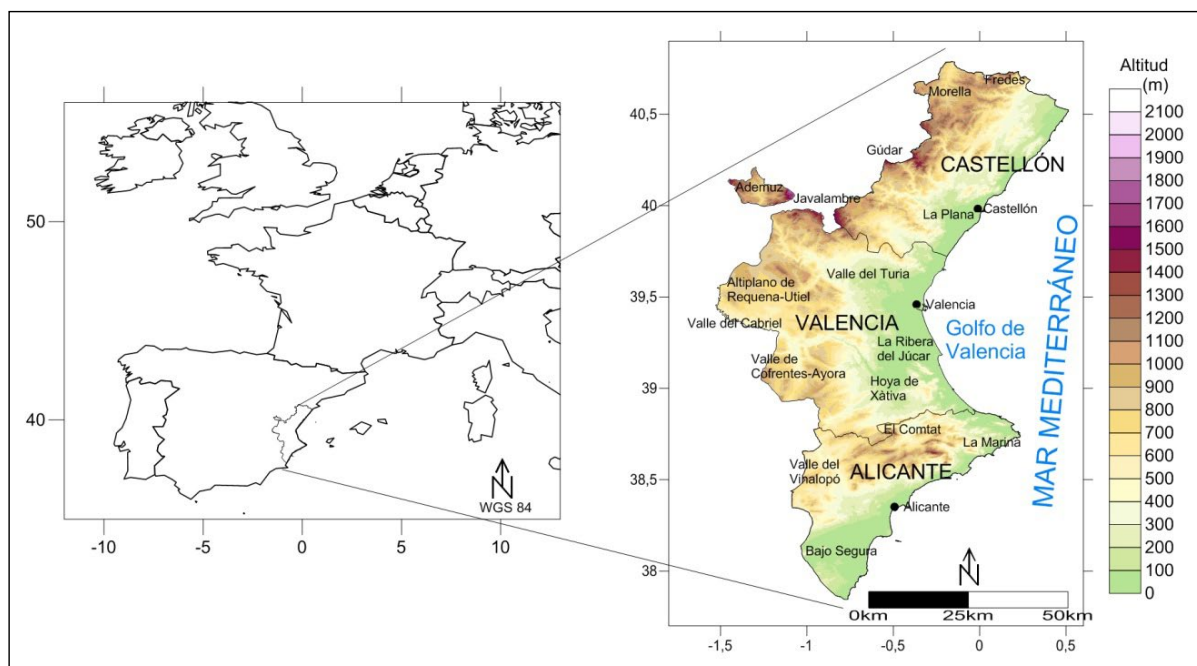 50
40
-10
-5
0
5
10
N
WGS 84
40,5
40
39,5
39
38,5
38
-1,5
-1
-0,5
0
0,5
Fredes
Morella
Gúdar
CASTELLÓN
Ademuz
Javalambre
La Plana
Castellón
Valle del Turia
Altiplano de
Requena-Utiel
Valencia
Valle del Cabriel
VALENCIA
Golfo de
Valencia
La Ribera
del Júcar
Valle de
Cofrentes-Ayora
Hoya de
Xàtiva
El Comtat
La Marina
Valle del
Vinalopó
ALICANTE
Alicante
Bajo Segura
MAR MEDITERRÁNEO
N
0km
25km
50km
Altitud
(m)
2100
2000
1900
1800
1700
1600
1500
1400
1300
1200
1100
1000
900
800
700
600
500
400
300
200
100
0